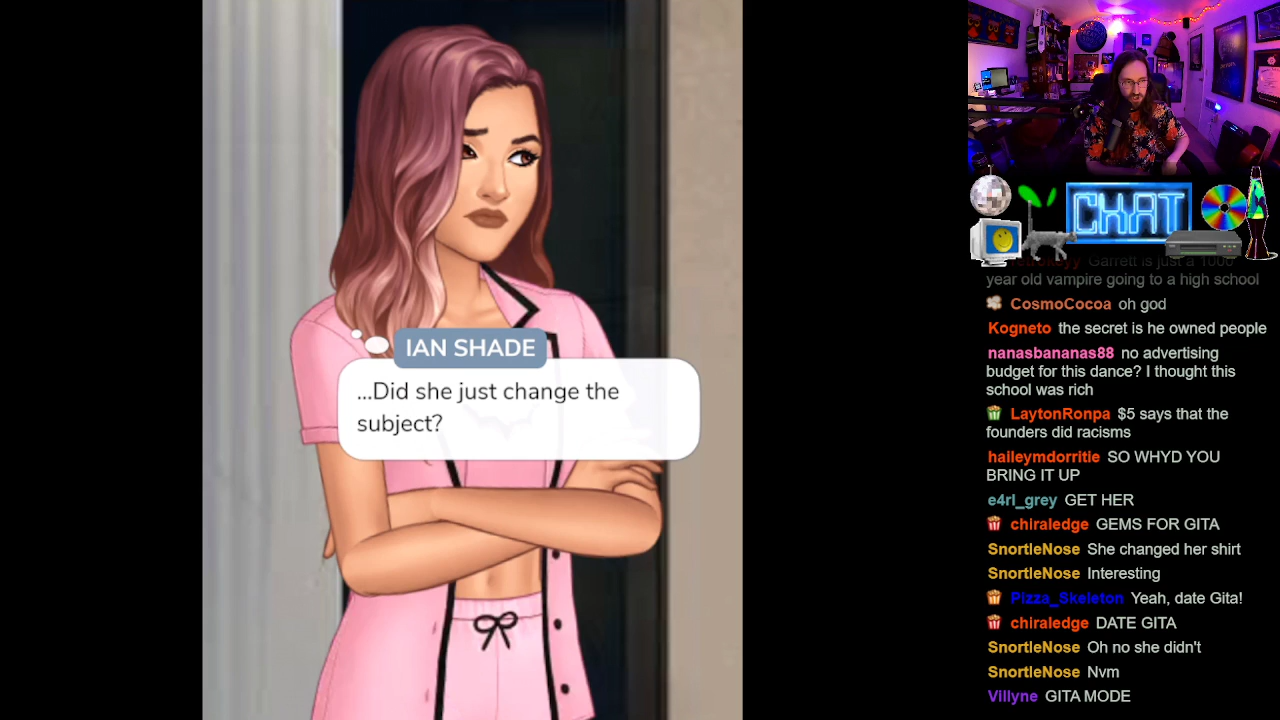 IAN SHADE
...Did she just change the
subject?
CHAT
Garrett is just a 1000
year old vampire going to a high school
CosmoCocoa oh god
Kogneto the secret is he owned people
nanasbananas88 no advertising
budget for this dance? I thought this
school was rich
LaytonRonpa $5 says that the
founders did racisms
haileymdorritie SO WHYD YOU
BRING IT UP
e4rl_grey GET HER
chiraledge GEMS FOR GITA
SnortleNose She changed her shirt
SnortleNose Interesting
Pizza_Skeleton Yeah, date Gita!
chiraledge DATE GITA
SnortleNose Oh no she didn't
SnortleNose Nvm
Villyne GITA MODE